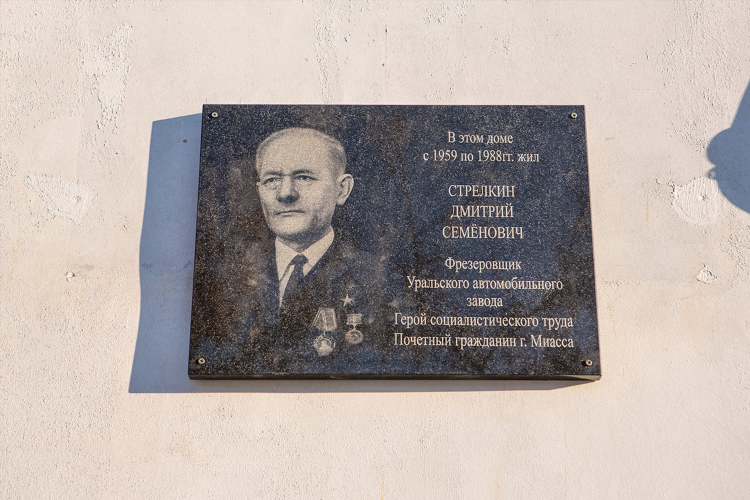 В этом доме
с 1959 по 1988гг. жил
СТРЕЛКИН
ДМИТРИЙ
СЕМЁНОВИЧ
Фрезеровщик
Уральского автомобильного
завода
Герой социалистического труда
Почетный гражданин г. Миасса